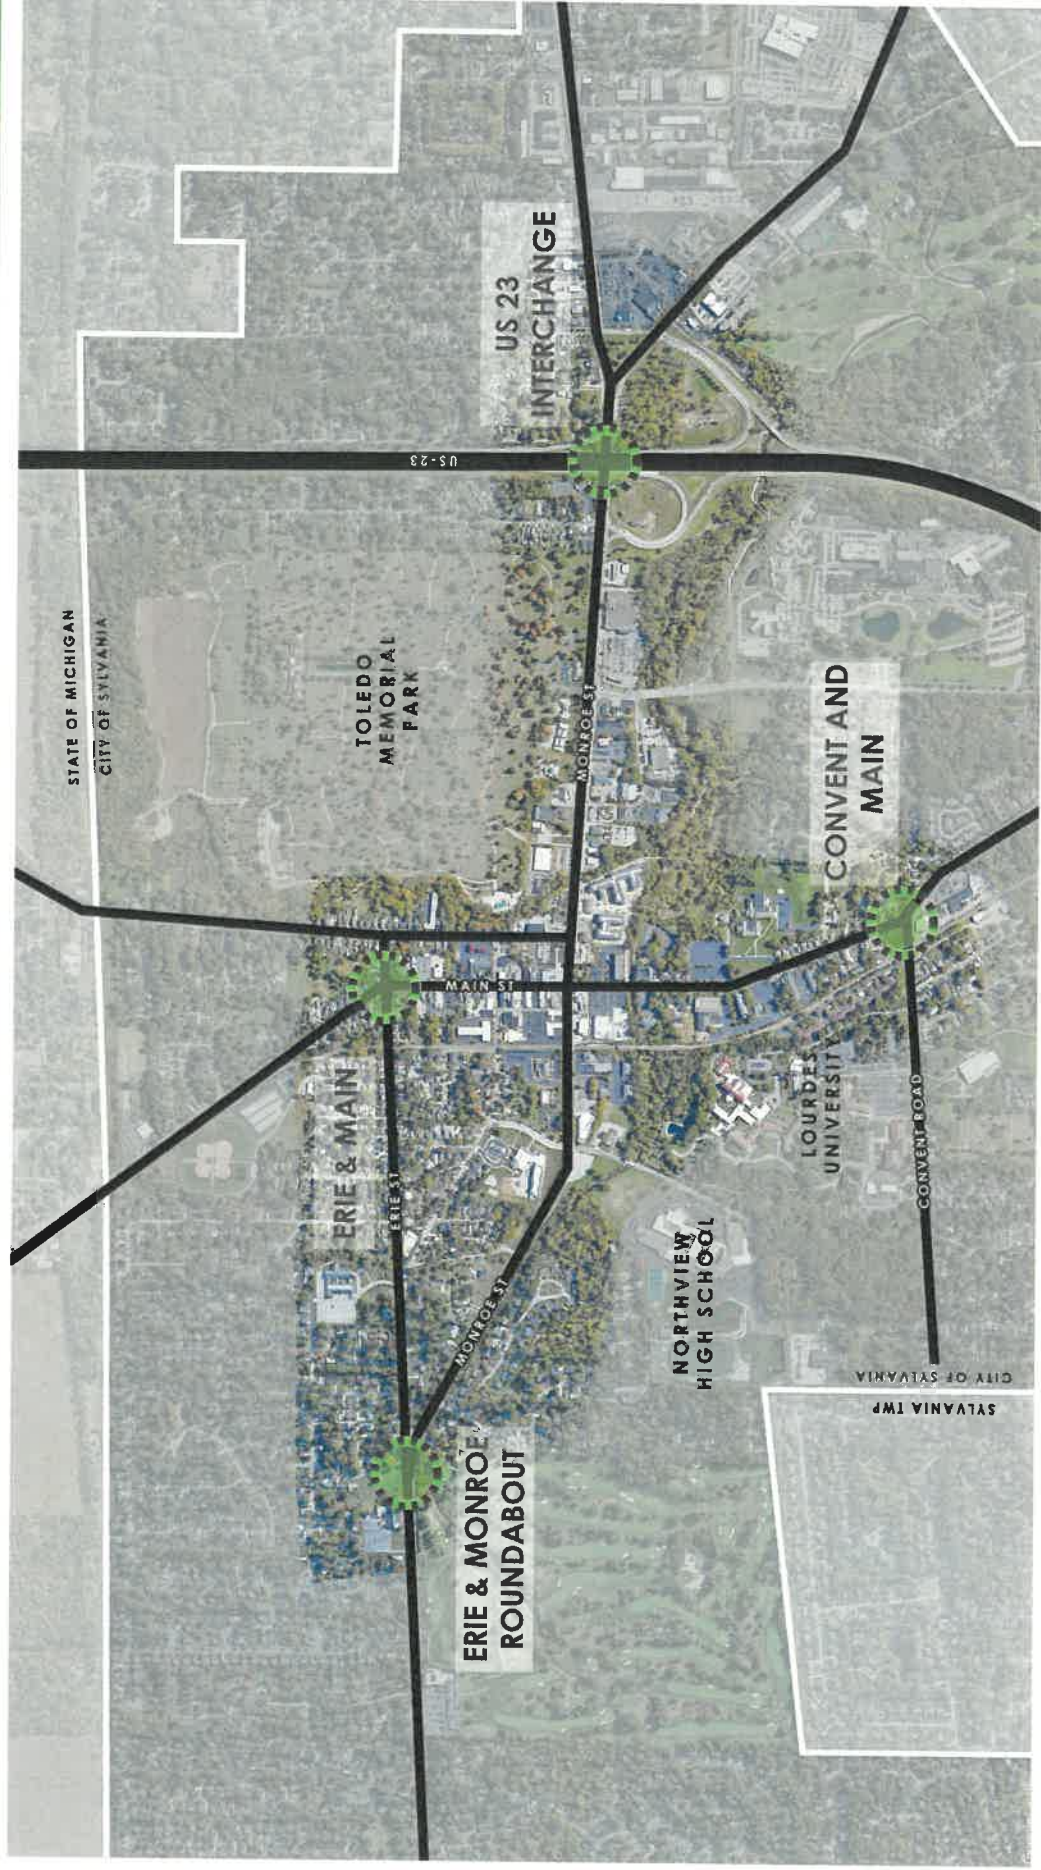 STATE OF MICHIGAN
CITY OF SYLVANIA
US-23
US 23
INTERCHANGE
TOLEDO
MEMORIAL
PARK
MONROE ST
MAIN ST
ERIE & MAIN
ERIE ST
MONROE ST
ERIE & MONROE
ROUNDABOUT
NORTHVIEW
HIGH SCHOOL
LOURDES
UNIVERSITY
CONVENT AND
MAIN
CONVENT ROAD
CITY OF SYLVANIA
SYLVANIA TWP